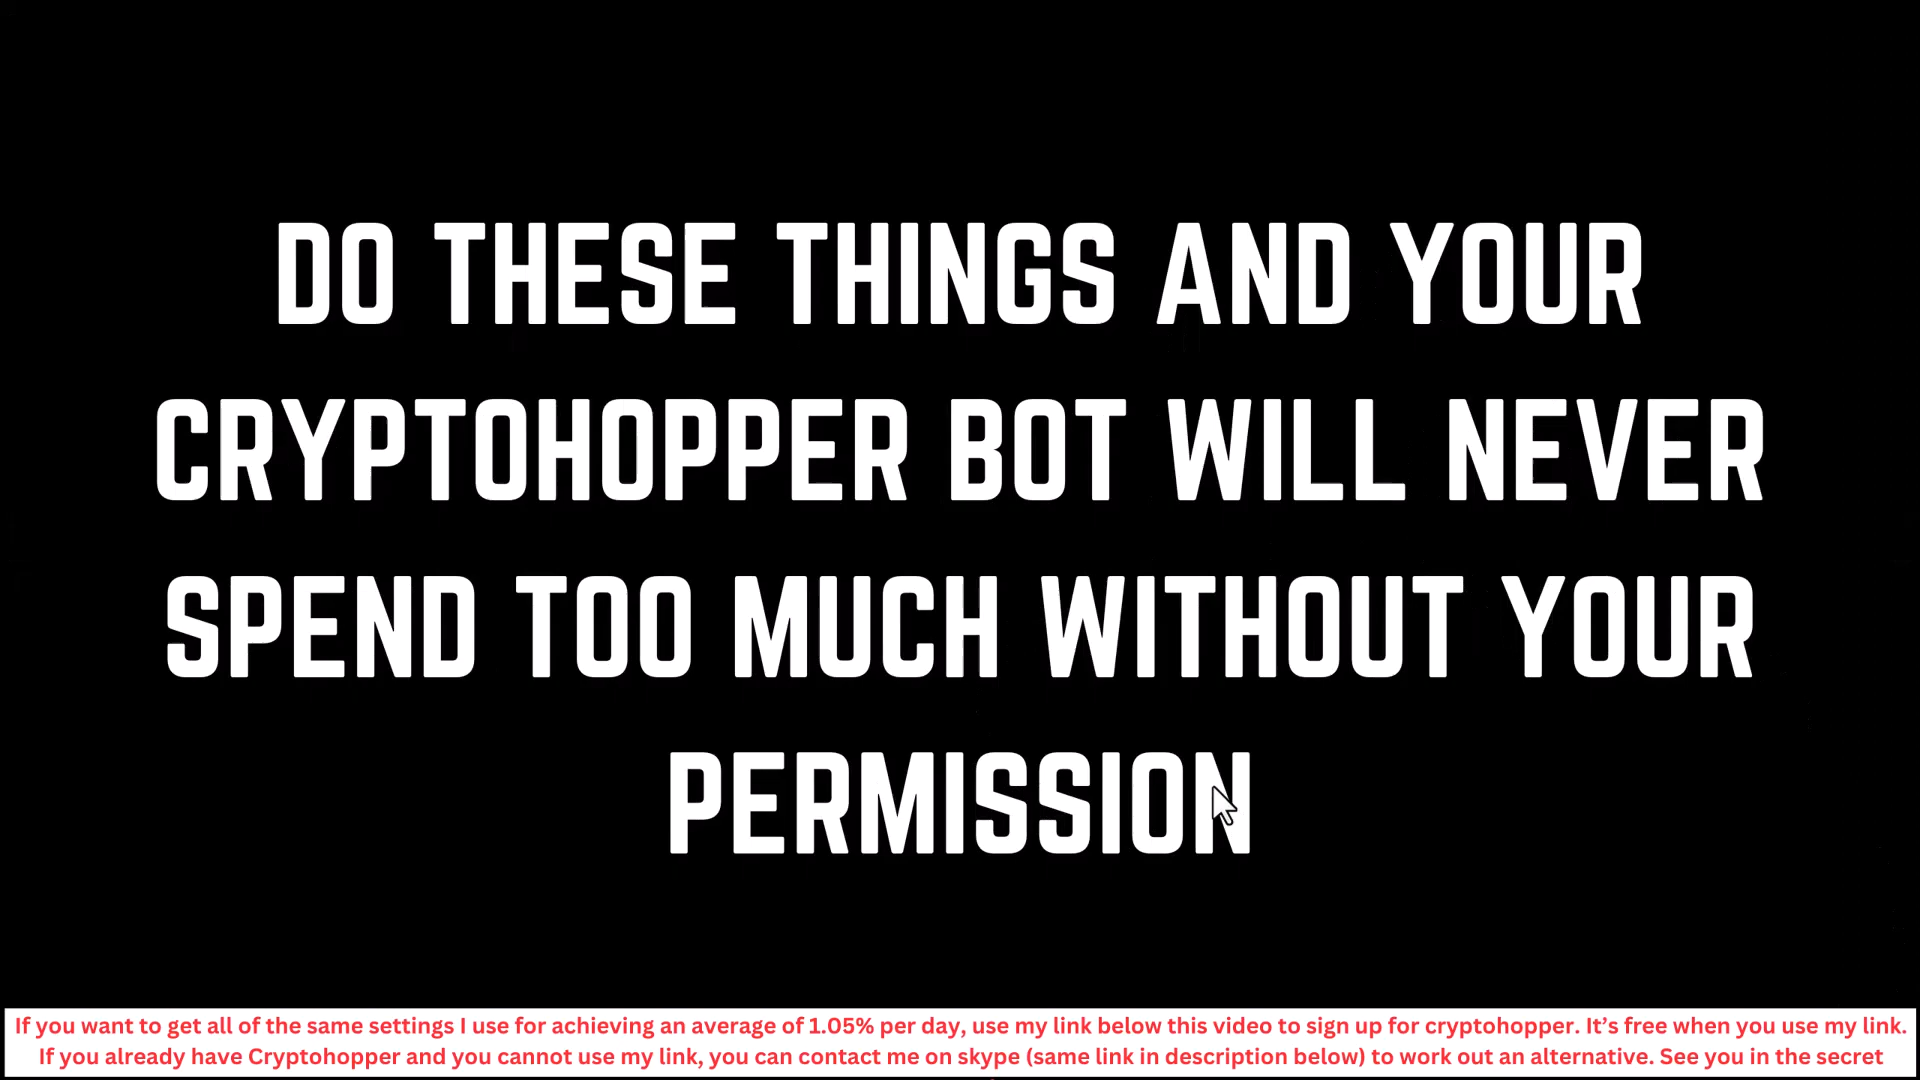 DO THESE THINGS AND YOUR
CRYPTOHOPPER BOT WILL NEVER
SPEND TOO MUCH WITHOUT YOUR
PERMISSION
If you want to get all of the same settings I use for achieving an average of 1.05% per day, use my link below this video to sign up for cryptohopper. It’s free when you use my link.
If you already have Cryptohopper and you cannot use my link, you can contact me on skype (same link in description below) to work out an alternative. See you in the secret